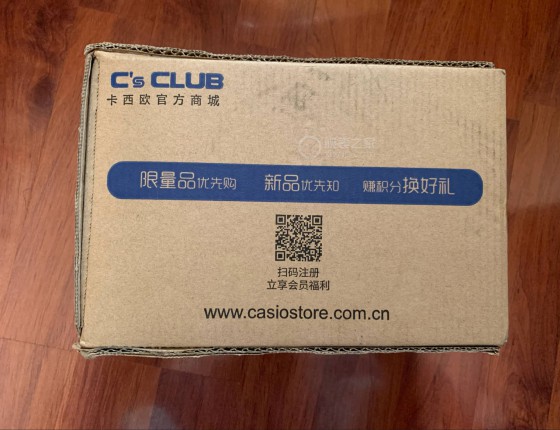 C's CLUB
卡西欧官方商城
限量品优先购 新品优先知 赚积分换好礼
扫码注册
立享会员福利
www.casiostore.com.cn